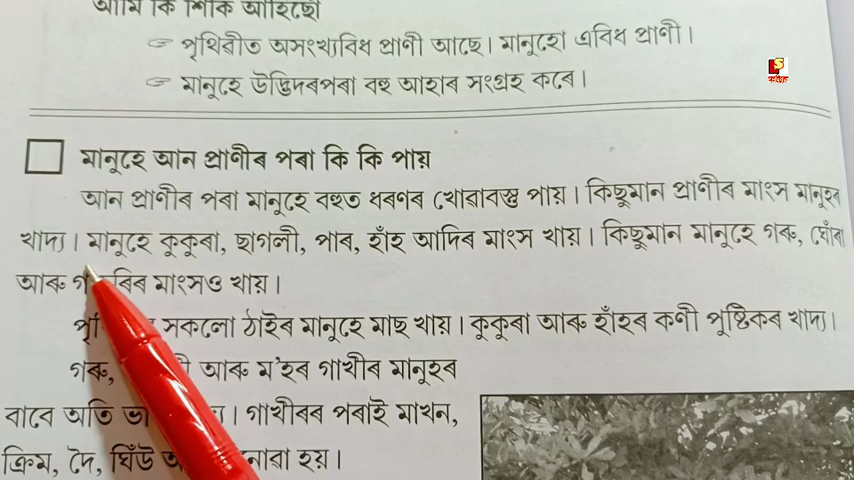 আমি কি শিকি আহিছোঁ
পৃথিৱীত অসংখ্যবিধ প্ৰাণী আছে। মানুহো এবিধ প্ৰাণী।
মানুহে উদ্ভিদৰপৰা বহু আহাৰ সংগ্ৰহ কৰে।
মানুহে আন প্ৰাণীৰ পৰা কি কি পায়
আন প্ৰাণীৰ পৰা মানুহে বহুত ধৰণৰ খোৱাবস্তু পায়। কিছুমান প্ৰাণীৰ মাংস মানুহৰ
খাদ্য। মানুহে কুকুৰা, ছাগলী, পাৰ, হাঁহ আদিৰ মাংস খায়। কিছুমান মানুহে গৰু, ঘোঁৰা
আৰু মাংসও খায়।
সকলো ঠাইৰ মানুহে মাছ খায়। কুকুৰা আৰু হাঁহৰ কণী পুষ্টিকৰ খাদ্য।
গৰু, আৰু ম'হৰ গাখীৰ মানুহৰ
বাবে অতি গাখীৰৰ পৰাই মাখন,
ক্ৰিম, দৈ, ঘিঁউ হয়।